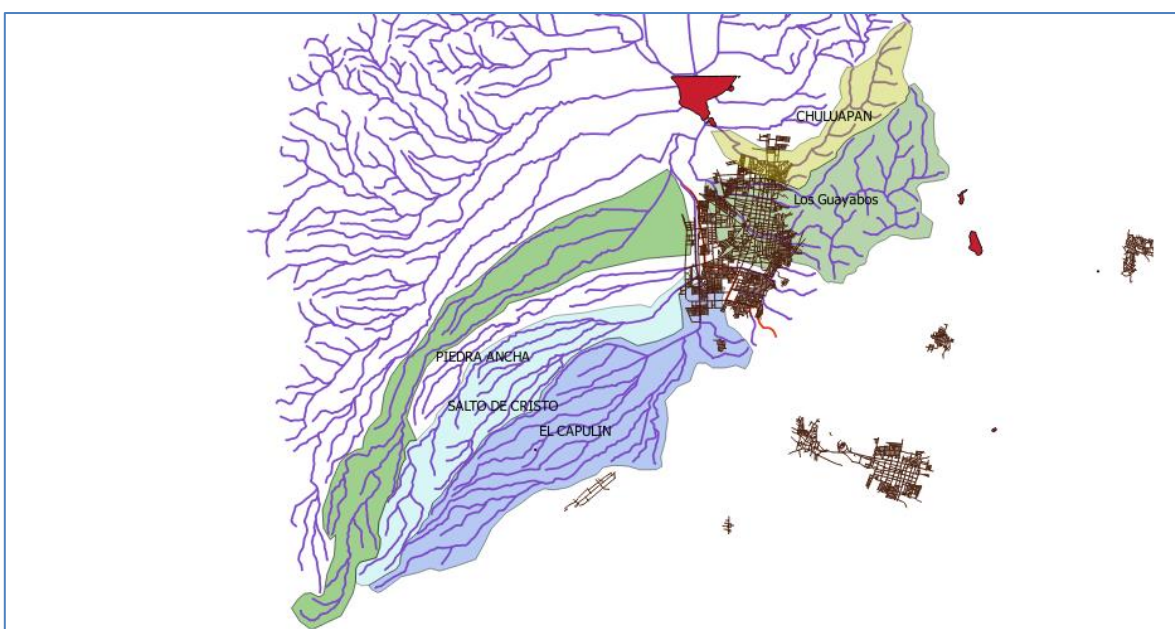 CHULUAPAN
Los Guayabos
PIEDRA ANCHA
SALTO DE CRISTO
EL CAPULIN